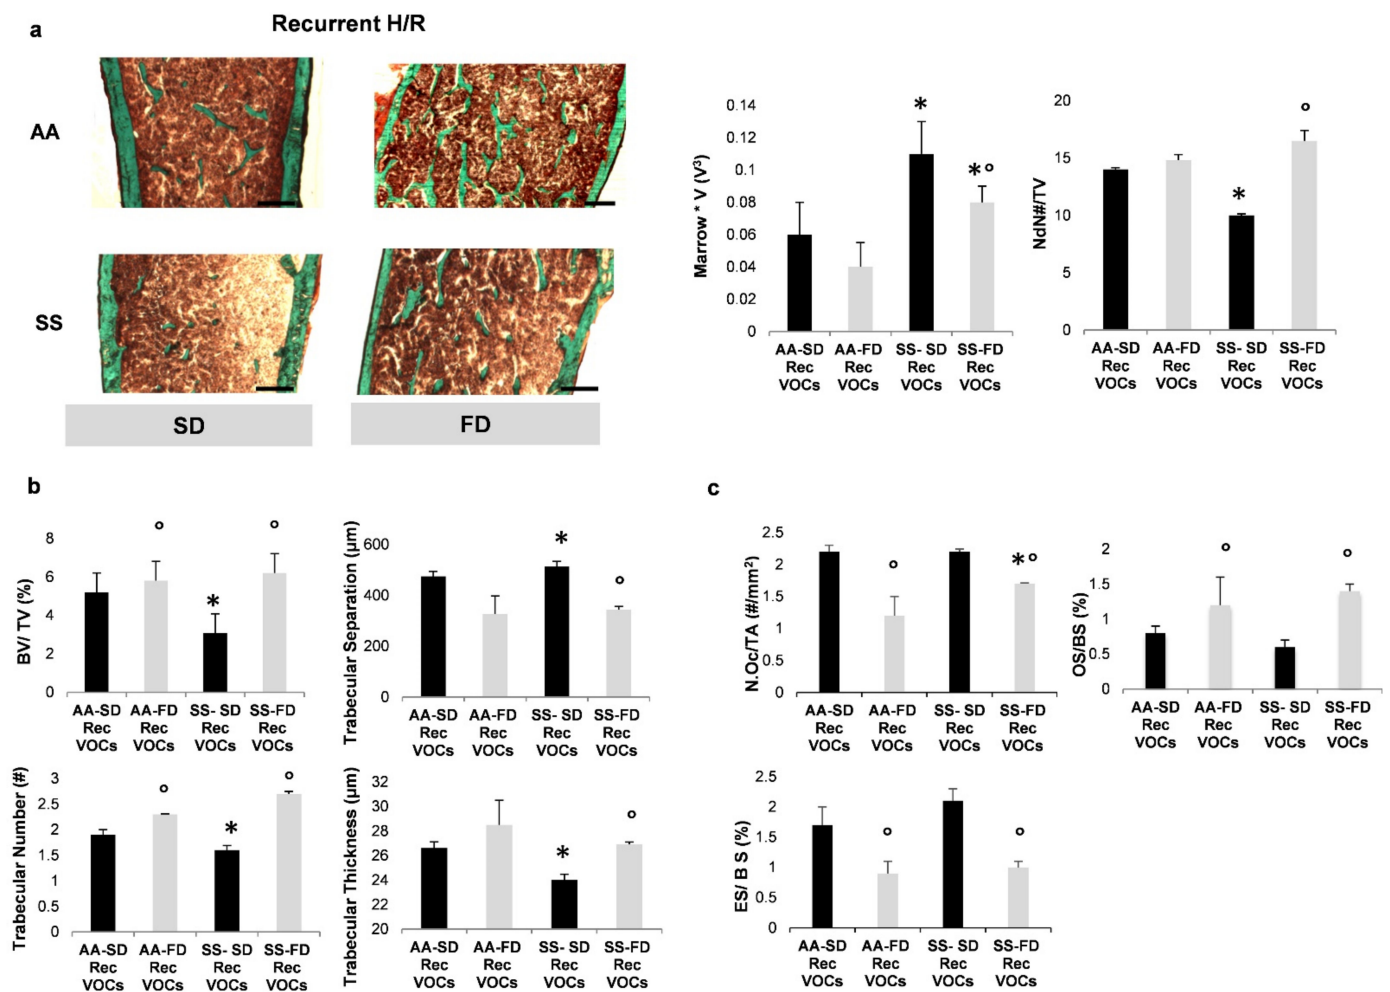 a
Recurrent H/R
AA
SS
SD
FD
Marrow * V (V³)
0.14
0.12
0.1
0.08
0.06
0.04
0.02
0
*
*°
AA-SD AA-FD SS- SD SS-FD
Rec Rec Rec Rec
VOCs VOCs VOCs VOCs
NdN#/TV
20
15
10
5
0
*
°
AA-SD AA-FD SS- SD SS-FD
Rec Rec Rec Rec
VOCs VOCs VOCs VOCs
b
BV/ TV (%)
8
6
4
2
0
°
*
°
AA-SD AA-FD SS- SD SS-FD
Rec Rec Rec Rec
VOCs VOCs VOCs VOCs
Trabecular Separation (µm)
600
400
200
0
*
°
AA-SD AA-FD SS- SD SS-FD
Rec Rec Rec Rec
VOCs VOCs VOCs VOCs
Trabecular Number (#)
3
2.5
2
1.5
1
0.5
0
°
*
°
AA-SD AA-FD SS- SD SS-FD
Rec Rec Rec Rec
VOCs VOCs VOCs VOCs
Trabecular Thickness (µm)
32
30
28
26
24
22
20
*
°
AA-SD AA-FD SS- SD SS-FD
Rec Rec Rec Rec
VOCs VOCs VOCs VOCs
c
N.Oc/TA (#/mm²)
2.5
2
1.5
1
0.5
0
°
*°
AA-SD AA-FD SS- SD SS-FD
Rec Rec Rec Rec
VOCs VOCs VOCs VOCs
OS/BS (%)
2
1.5
1
0.5
0
°
°
AA-SD AA-FD SS- SD SS-FD
Rec Rec Rec Rec
VOCs VOCs VOCs VOCs
ES/ B S (%)
2.5
2
1.5
1
0.5
0
°
°
AA-SD AA-FD SS- SD SS-FD
Rec Rec Rec Rec
VOCs VOCs VOCs VOCs